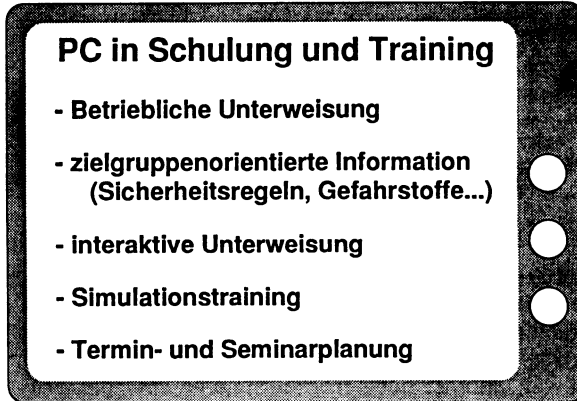 PC in Schulung und Training
- Betriebliche Unterweisung
- zielgruppenorientierte Information
(Sicherheitsregeln, Gefahrstoffe...)
- interaktive Unterweisung
- Simulationstraining
- Termin- und Seminarplanung